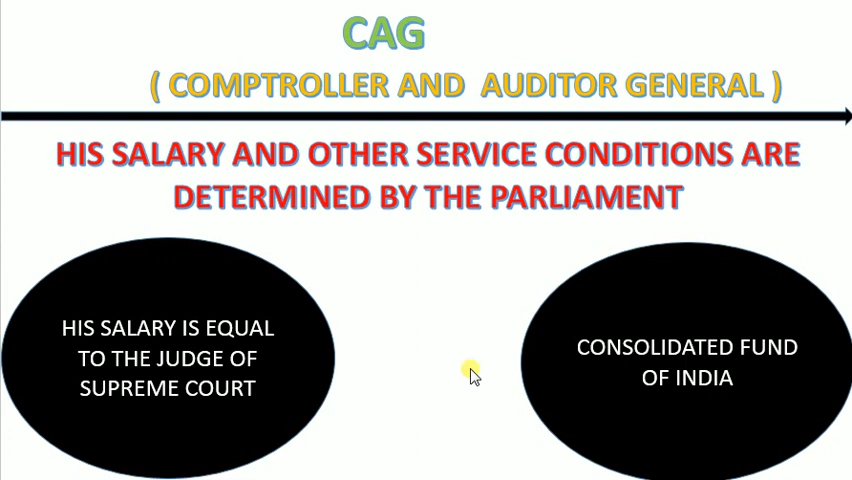 CAG
( COMPTROLLER AND AUDITOR GENERAL )
HIS SALARY AND OTHER SERVICE CONDITIONS ARE
DETERMINED BY THE PARLIAMENT
HIS SALARY IS EQUAL
TO THE JUDGE OF
SUPREME COURT
CONSOLIDATED FUND
OF INDIA